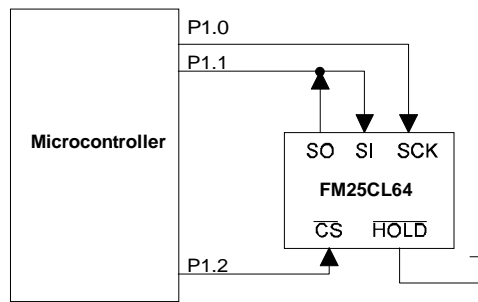 P1.0
P1.1
Microcontroller
SO SI SCK
FM25CL64
CS HOLD
P1.2